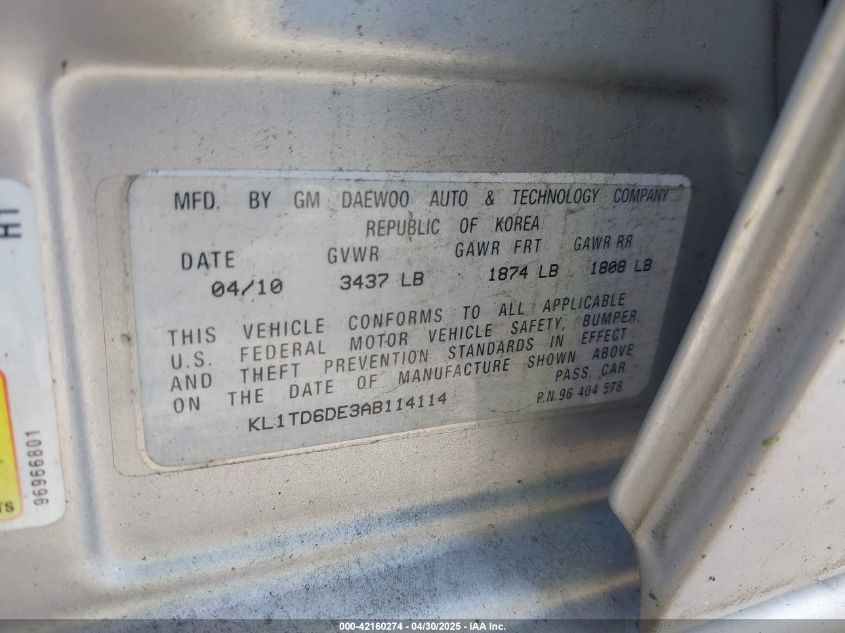 MFD. BY GM DAEWOO AUTO & TECHNOLOGY COMPANY
REPUBLIC OF KOREA
DATE GVWR GAWR FRT GAWR RR
04/10 3437 LB 1874 LB 1808 LB
THIS VEHICLE CONFORMS TO ALL APPLICABLE
U.S. FEDERAL MOTOR VEHICLE SAFETY, BUMPER,
AND THEFT PREVENTION STANDARDS IN EFFECT
ON THE DATE OF MANUFACTURE SHOWN ABOVE
PASS. CAR
KL1TD6DE3AB114114
P.N.96 404 578
96966801
000-42160274 - 04/30/2025 - IAA Inc.